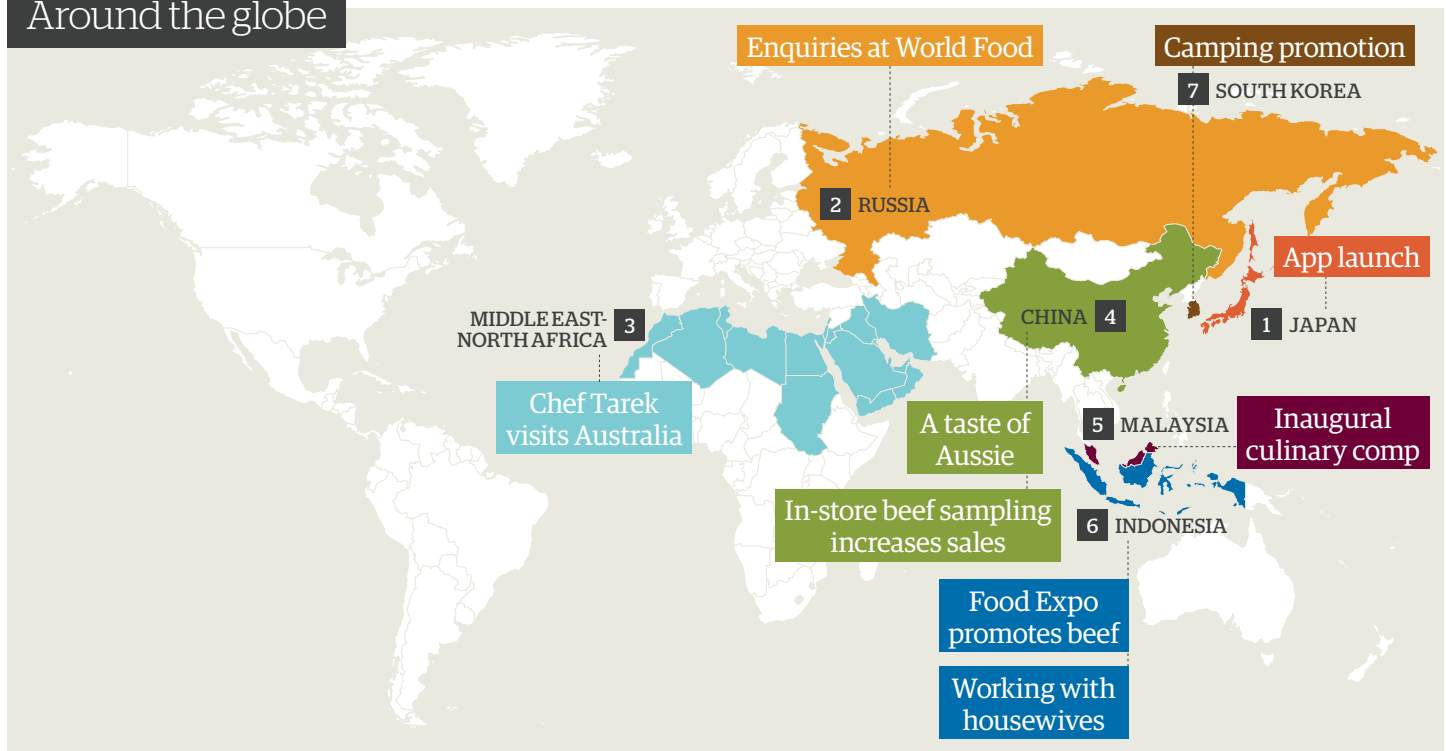 Around the globe
Enquiries at World Food
Camping promotion
7 SOUTH KOREA
2 RUSSIA
App launch
MIDDLE EAST-
NORTH AFRICA
3
CHINA 4
1 JAPAN
Chef Tarek
visits Australia
A taste of
Aussie
5 MALAYSIA
Inaugural
culinary comp
In-store beef sampling
increases sales
6 INDONESIA
Food Expo
promotes beef
Working with
housewives